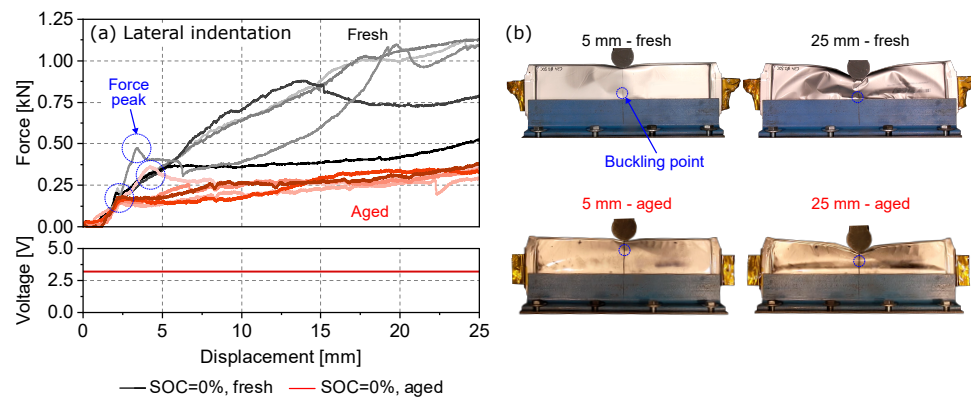 (a) Lateral indentation
Fresh
Force
peak
Aged
Force [kN]
1.25
1.00
0.75
0.50
0.25
0.00
Voltage [V]
5.0
2.5
0.0
0 5 10 15 20 25
Displacement [mm]
SOC=0%, fresh SOC=0%, aged
(b)
5 mm - fresh 25 mm - fresh
Buckling point
5 mm - aged 25 mm - aged